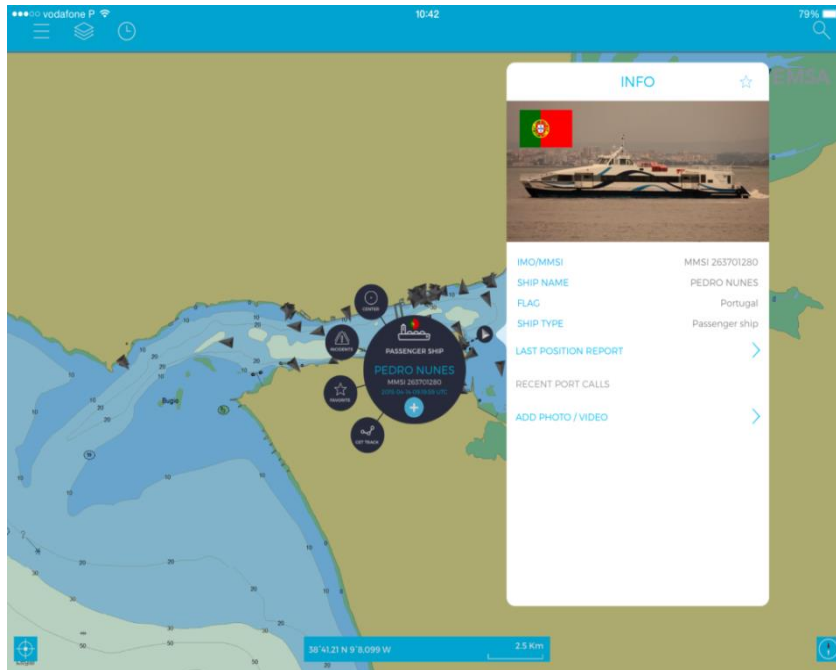 vodafone P
10:42
79%
EMSA
INFO
IMO/MMSI MMSI 263701280
SHIP NAME PEDRO NUNES
FLAG Portugal
SHIP TYPE Passenger ship
LAST POSITION REPORT
RECENT PORT CALLS
ADD PHOTO / VIDEO
CENTER
INCIDENTS
FAVORITE
GET TRACK
PASSENGER SHIP
PEDRO NUNES
MMSI 263701280
Bugio
38°41,21 N 9°8,099 W
2.5 Km